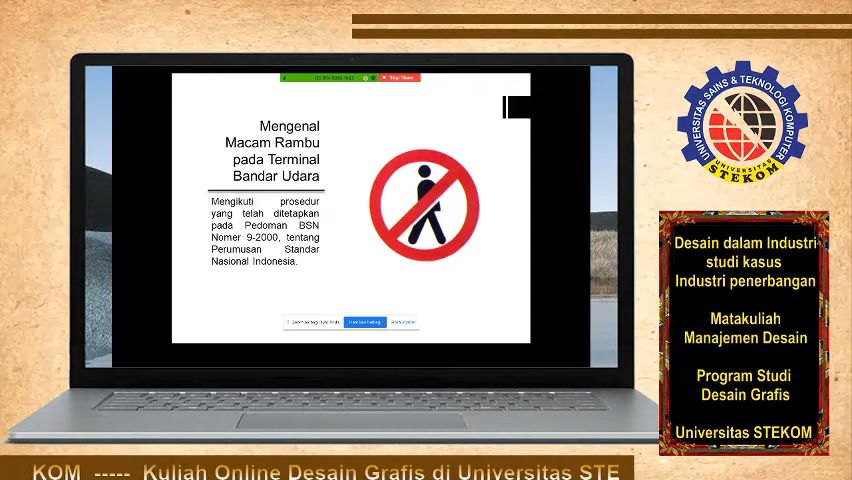 Stop Share
Mengenal
Macam Rambu
pada Terminal
Bandar Udara
Mengikuti prosedur
yang telah ditetapkan
pada Pedoman BSN
Nomer 9-2000, tentang
Perumusan Standar
Nasional Indonesia.
UNIVERSITAS SAINS & TEKNOLOGI KOMPUTER
UNIVERSITAS
STEKOM
Desain dalam Industri
studi kasus
Industri penerbangan
Matakuliah
Manajemen Desain
Program Studi
Desain Grafis
Universitas STEKOM
KOM ----- Kuliah Online Desain Grafis di Universitas STE